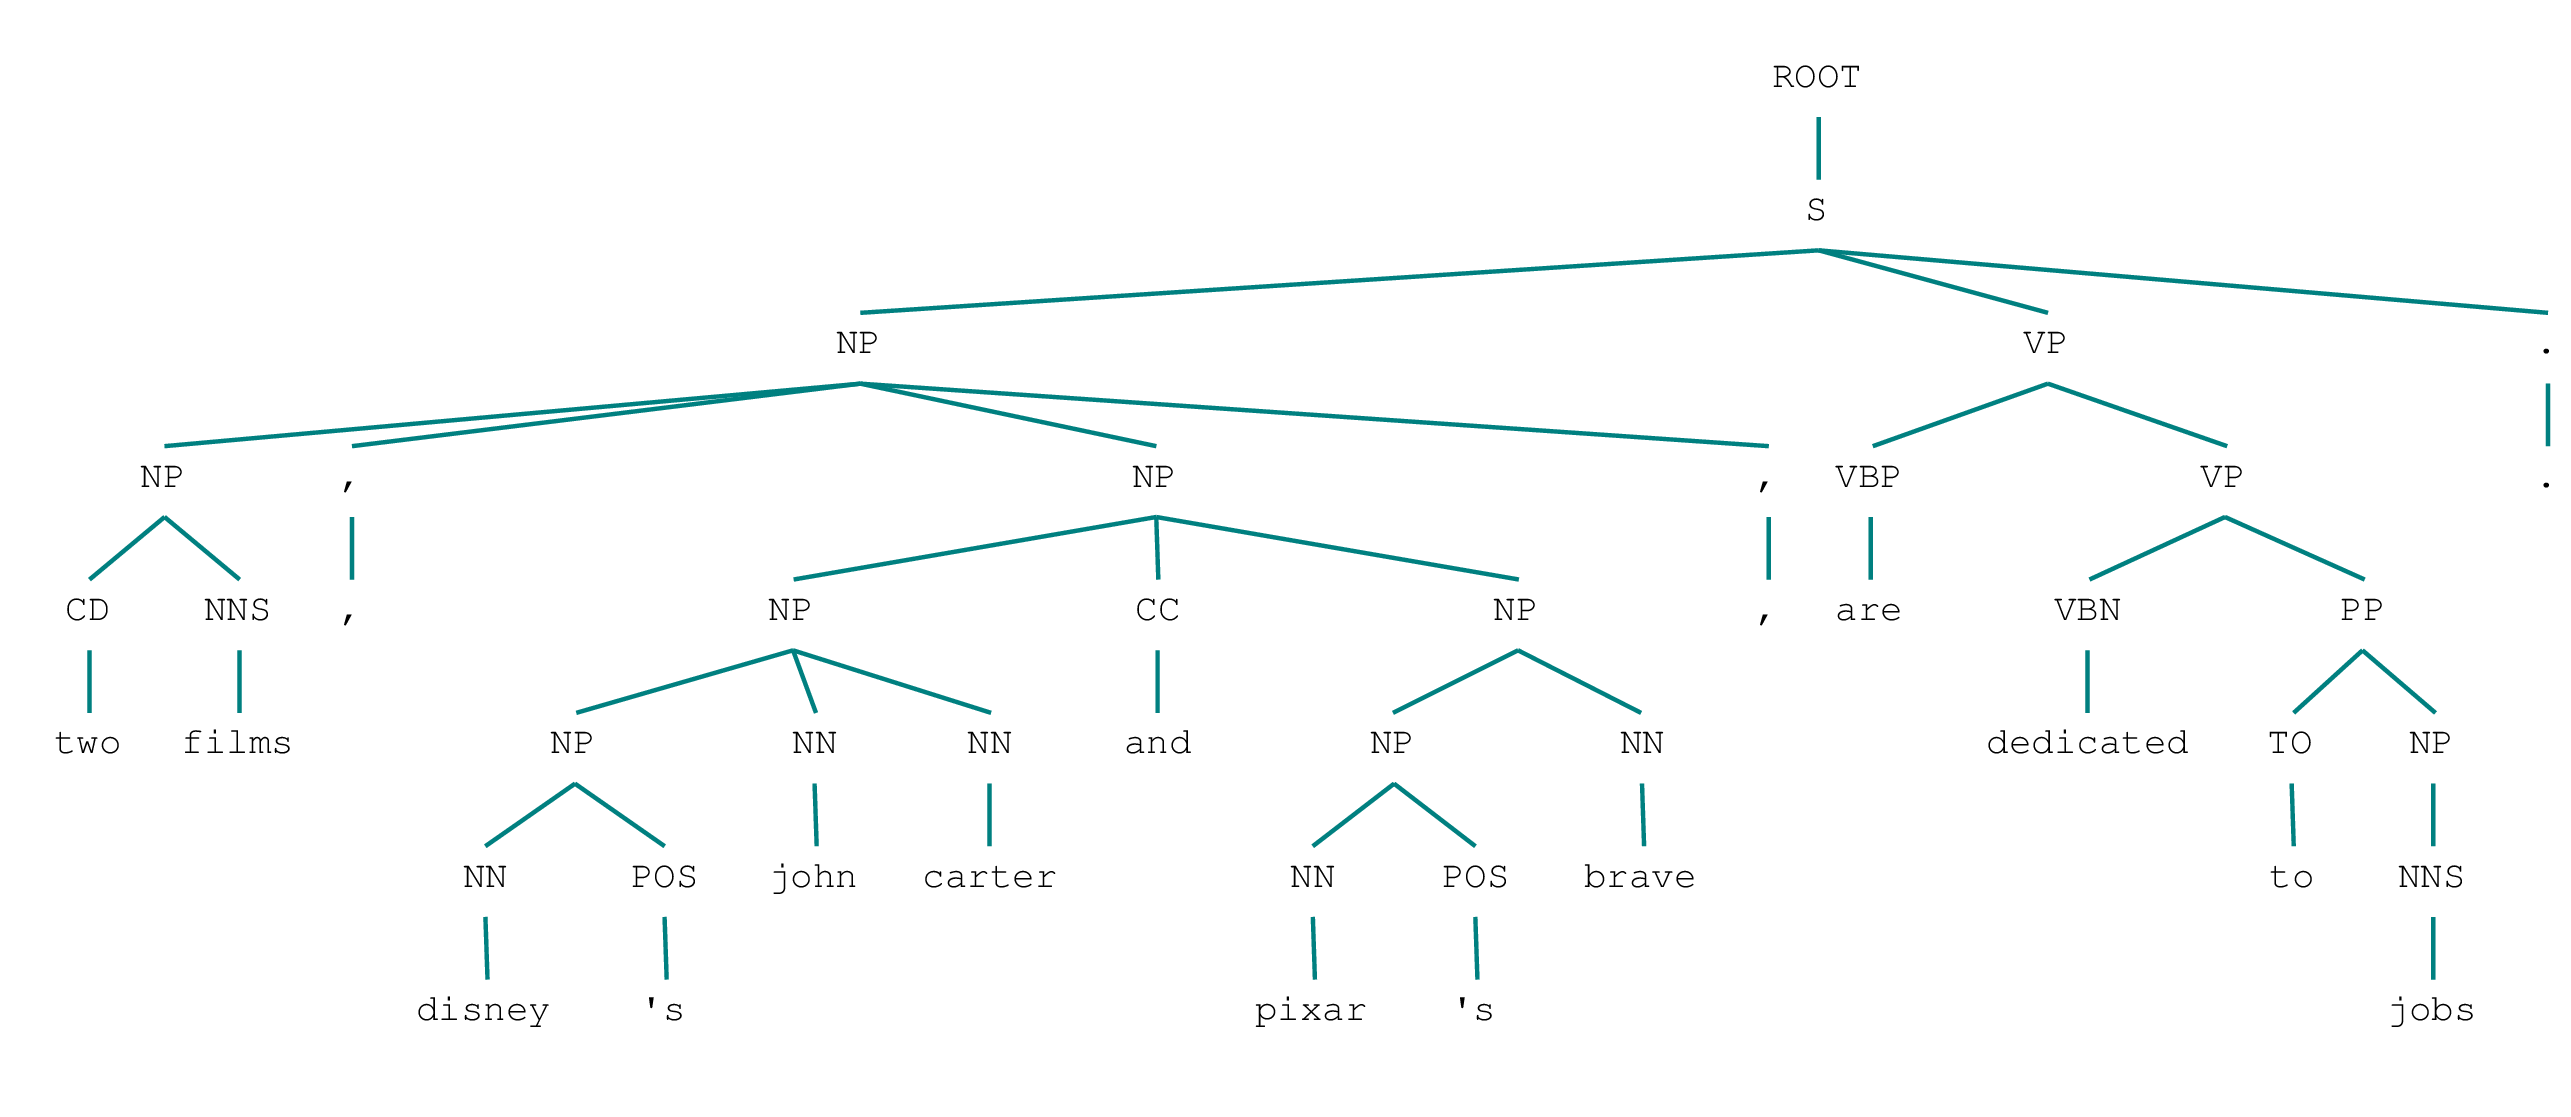 ROOT
S
NP VP .
NP , NP , VBP VP .
CD NNS , NP CC NP , are VBN PP
two films NP NN NN and NP NN dedicated TO NP
NN POS john carter NN POS brave to NNS
disney 's pixar 's jobs